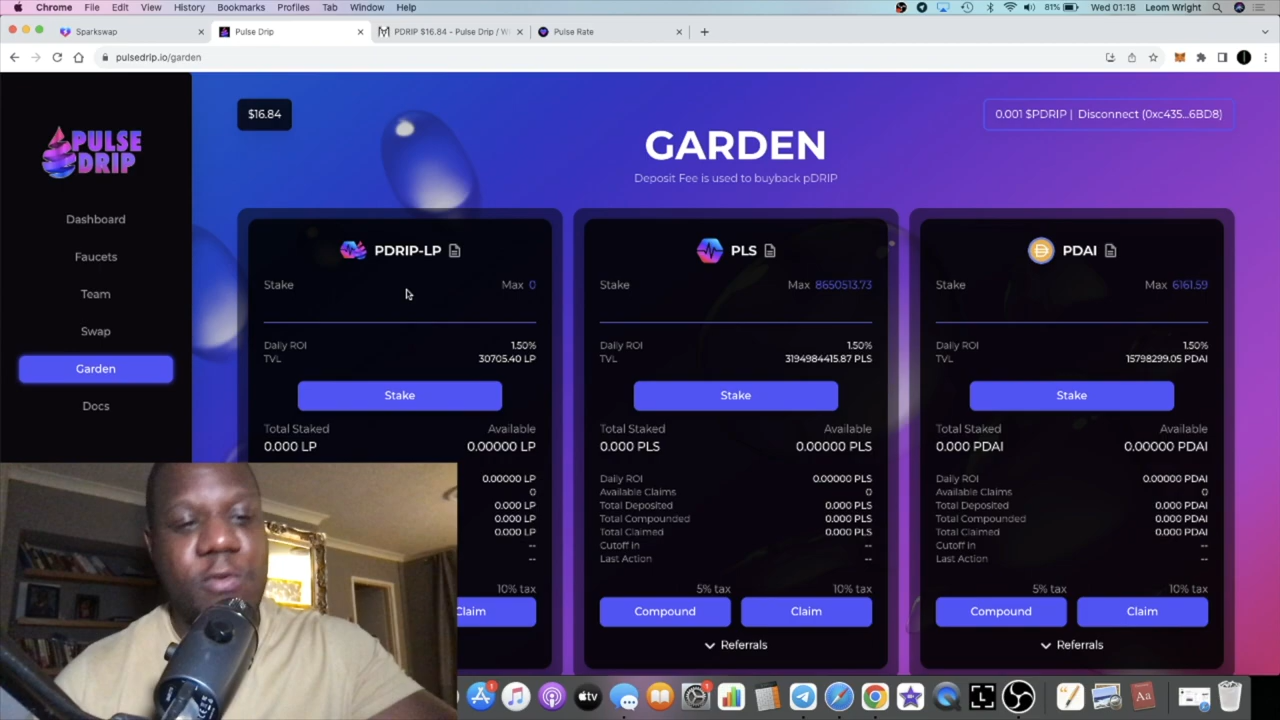 Chrome File Edit View History Bookmarks Profiles Tab Window Help 81% Wed 01:18 Leom Wright
Sparkswap Pulse Drip PDRIP $16.84 - Pulse Drip / W Pulse Rate
pulsedrip.io/garden
PULSE
DRIP
Dashboard
Faucets
Team
Swap
Garden
Docs
$16.84
0.001 $PDRIP | Disconnect (0xc435...6BD8)
GARDEN
Deposit Fee is used to buyback pDRIP
PDRIP-LP
Stake Max 0
Daily ROI 1.50%
TVL 30705.40 LP
Stake
Total Staked Available
0.000 LP 0.00000 LP
0.00000 LP
0
0.000 LP
0.000 LP
0.000 LP
--
--
10% tax
Claim
PLS
Stake Max 8650513.73
Daily ROI 1.50%
TVL 3194984415.87 PLS
Stake
Total Staked Available
0.000 PLS 0.00000 PLS
Daily ROI 0.00000 PLS
Available Claims 0
Total Deposited 0.000 PLS
Total Compounded 0.000 PLS
Total Claimed 0.000 PLS
Cutoff in --
Last Action --
5% tax 10% tax
Compound Claim
Referrals
PDAI
Stake Max 6161.59
Daily ROI 1.50%
TVL 15798299.05 PDAI
Stake
Total Staked Available
0.000 PDAI 0.00000 PDAI
Daily ROI 0.00000 PDAI
Available Claims 0
Total Deposited 0.000 PDAI
Total Compounded 0.000 PDAI
Total Claimed 0.000 PDAI
Cutoff in --
Last Action --
5% tax 10% tax
Compound Claim
Referrals
tv
Aa